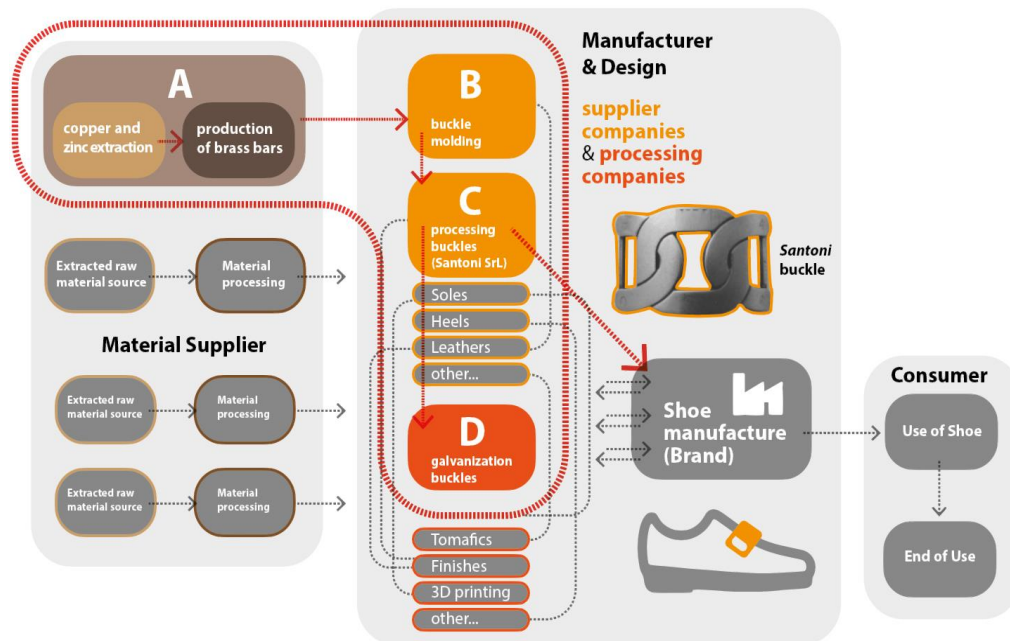 A
copper and
zinc extraction
production
of brass bars
Extracted raw
material source
Material
processing
Material Supplier
Extracted raw
material source
Material
processing
Extracted raw
material source
Material
processing
B
buckle
molding
C
processing
buckles
(Santoni SrL)
Soles
Heels
Leathers
other...
D
galvanization
buckles
Tomafics
Finishes
3D printing
other...
Manufacturer
& Design
supplier
companies
& processing
companies
Santoni
buckle
Shoe
manufacture
(Brand)
Consumer
Use of Shoe
End of Use